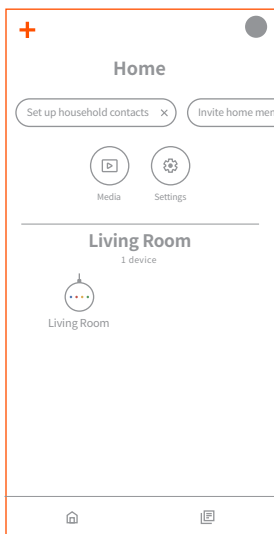 Home
Set up household contacts
Invite home mem
Media
Settings
Living Room
1 device
Living Room